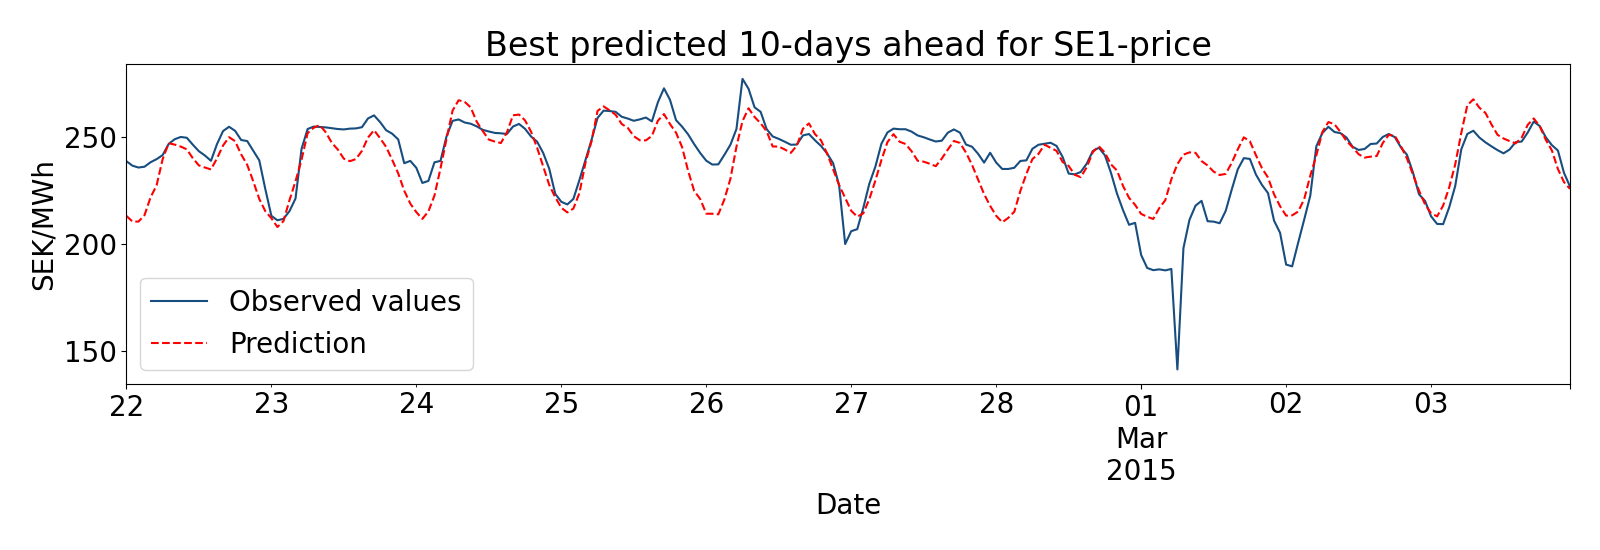 Best predicted 10-days ahead for SE1-price
SEK/MWh
250
200
150
Observed values
Prediction
22 23 24 25 26 27 28 01 02 03
Mar
2015
Date